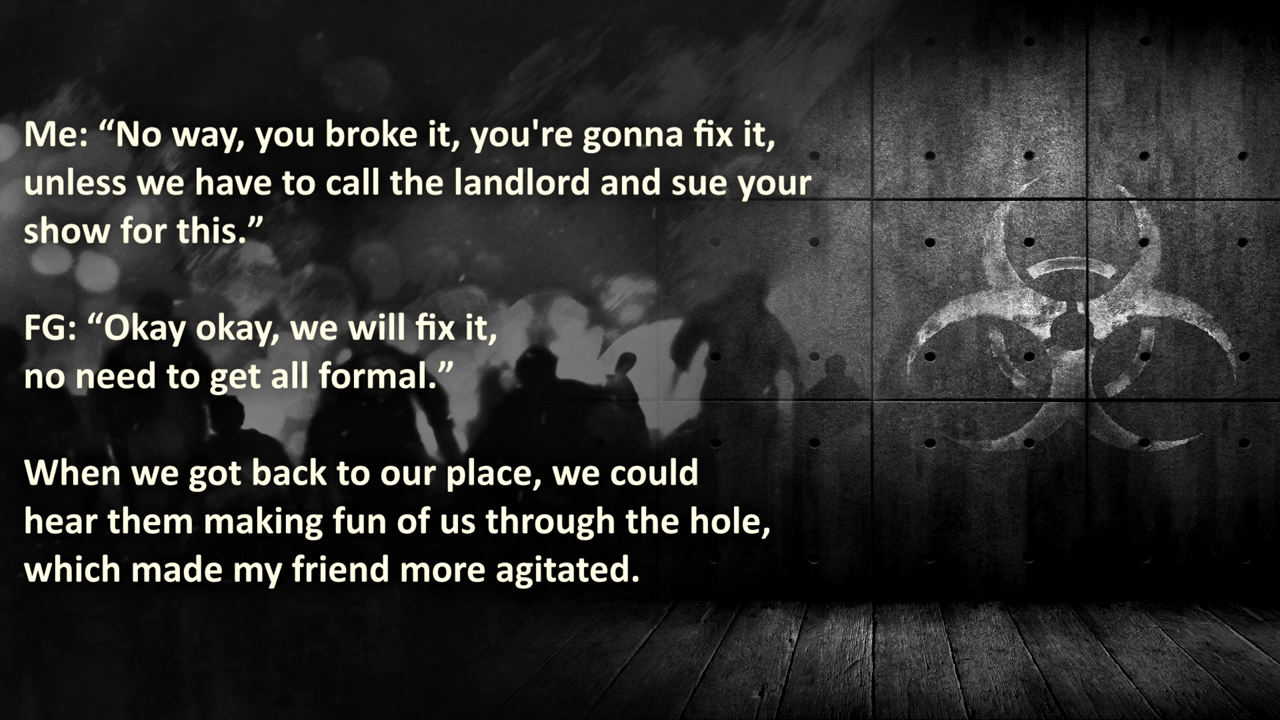 Me: “No way, you broke it, you're gonna fix it,
unless we have to call the landlord and sue your
show for this.”
FG: “Okay okay, we will fix it,
no need to get all formal.”
When we got back to our place, we could
hear them making fun of us through the hole,
which made my friend more agitated.